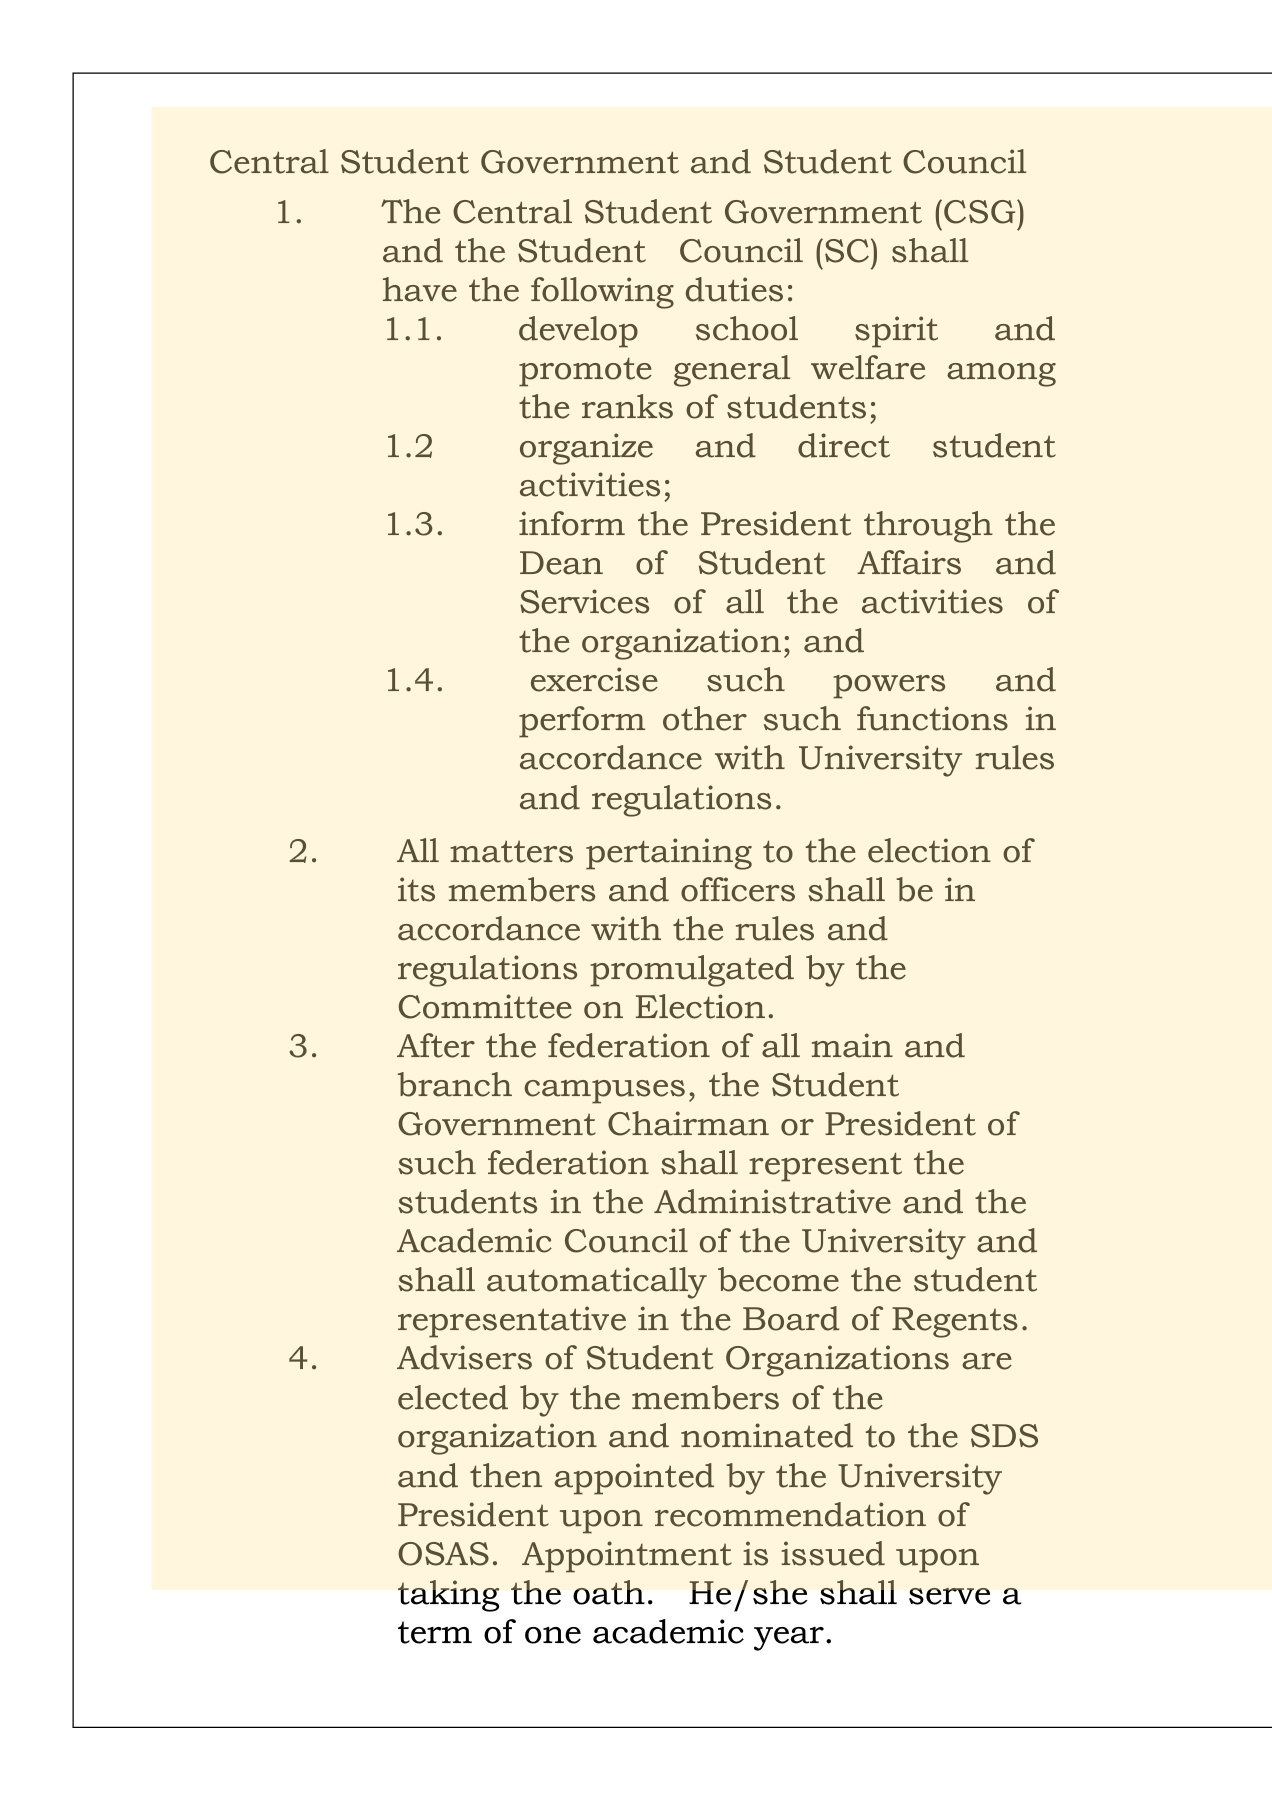 Central Student Government and Student Council
1. The Central Student Government (CSG)
and the Student Council (SC) shall
have the following duties:
1.1. develop school spirit and
promote general welfare among
the ranks of students;
1.2 organize and direct student
activities;
1.3. inform the President through the
Dean of Student Affairs and
Services of all the activities of
the organization; and
1.4. exercise such powers and
perform other such functions in
accordance with University rules
and regulations.
2. All matters pertaining to the election of
its members and officers shall be in
accordance with the rules and
regulations promulgated by the
Committee on Election.
3. After the federation of all main and
branch campuses, the Student
Government Chairman or President of
such federation shall represent the
students in the Administrative and the
Academic Council of the University and
shall automatically become the student
representative in the Board of Regents.
4. Advisers of Student Organizations are
elected by the members of the
organization and nominated to the SDS
and then appointed by the University
President upon recommendation of
OSAS. Appointment is issued upon
taking the oath. He/she shall serve a
term of one academic year.